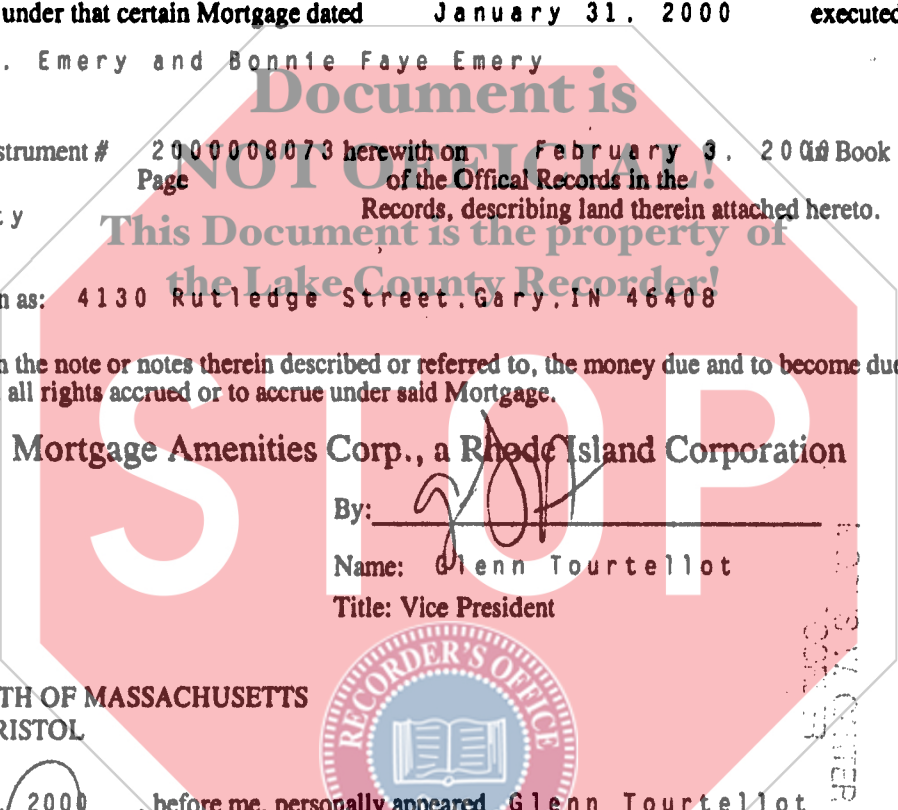 under that certain Mortgage dated January 31, 2000 executed
. Emery and Bonnie Faye Emery
Document is
strument # 2000008073 herewith on February 3, 2000 in Book
NOT OFFICIAL!
Page of the Offical Records in the
Records, describing land therein attached hereto.
ty
This Document is the property of
the Lake County Recorder!
n as: 4130 Rutledge Street, Gary, IN 46408
n the note or notes therein described or referred to, the money due and to become due
all rights accrued or to accrue under said Mortgage.
STOP
Mortgage Amenities Corp., a Rhode Island Corporation
By:
Name: Glenn Tourtellot
Title: Vice President
RECORDER'S OFFICE
TH OF MASSACHUSETTS
RISTOL
, 2000 , before me, personally appeared Glenn Tourtellot